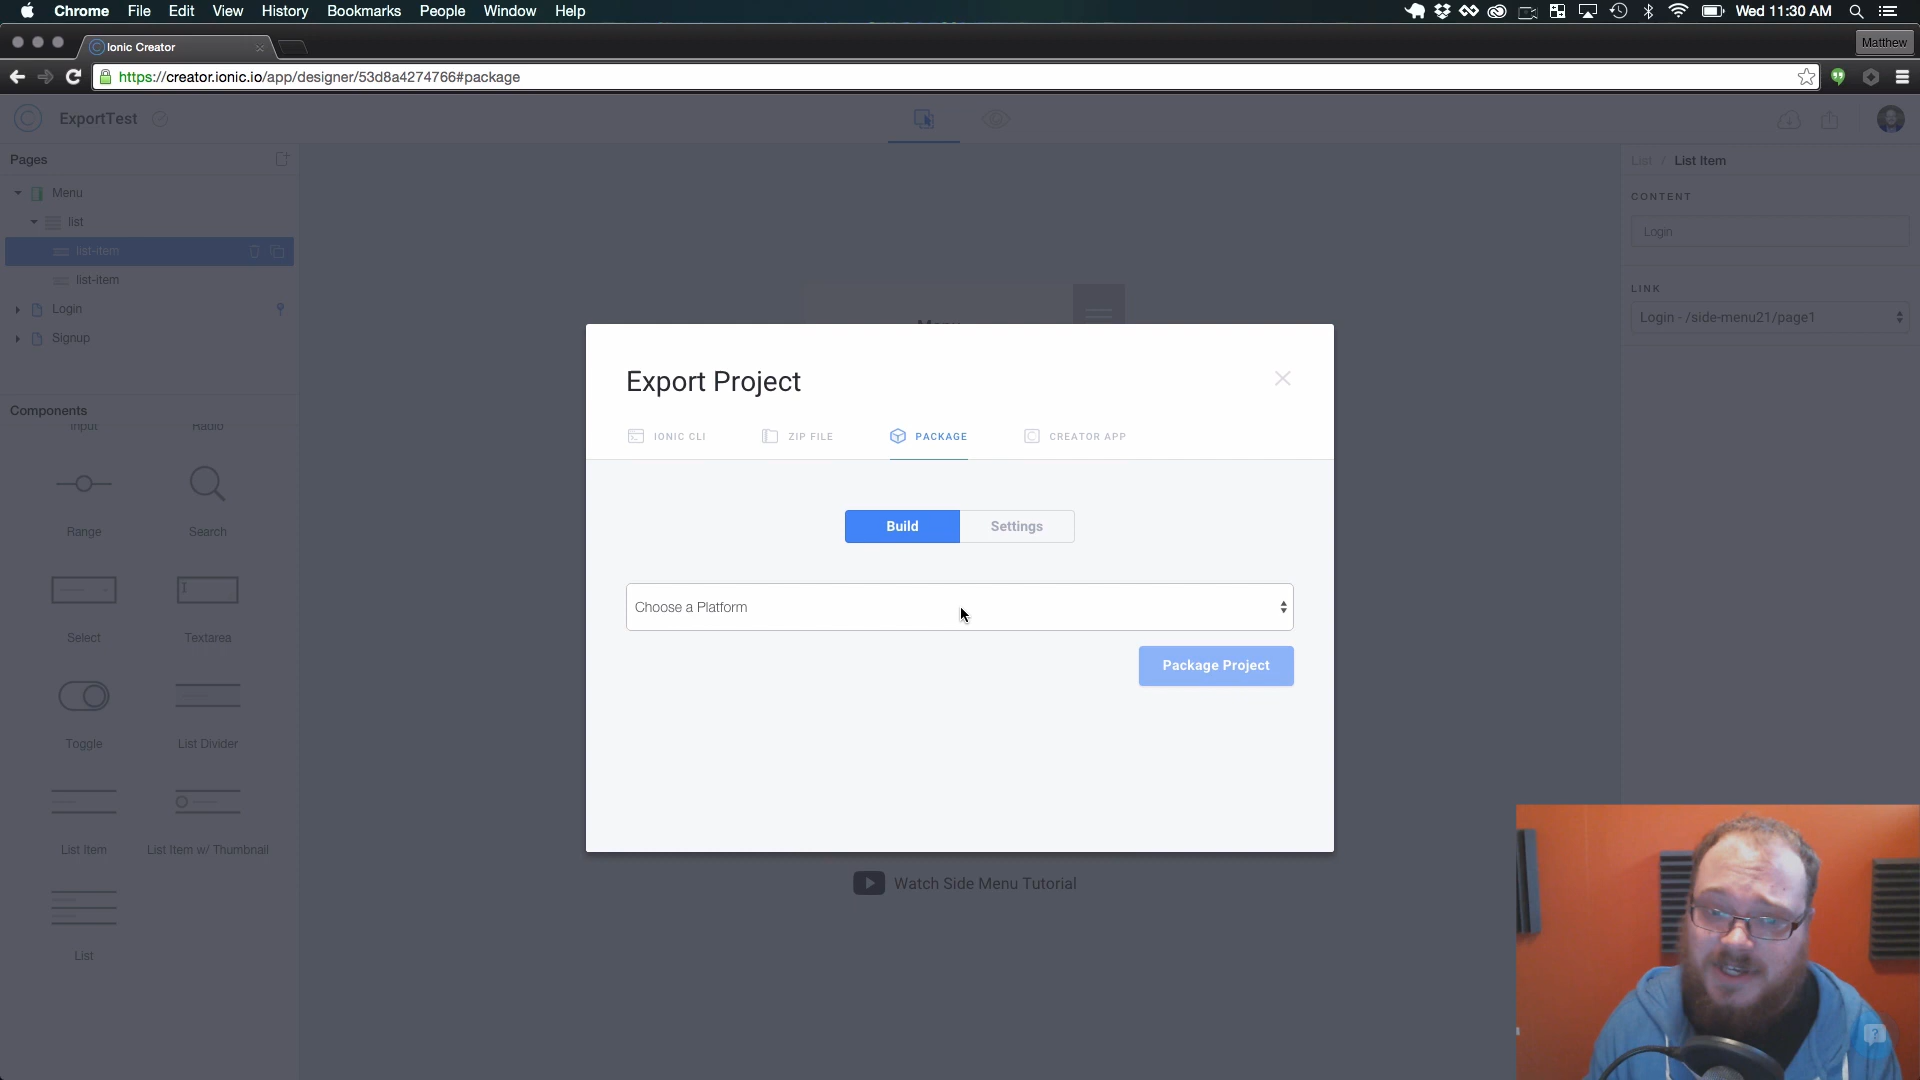 Chrome File Edit View History Bookmarks People Window Help Wed 11:30 AM
Ionic Creator Matthew
https://creator.ionic.io/app/designer/53d8a4274766#package
ExportTest
Pages
Menu
list
list-item
list-item
Login
Signup
Components
Input Radio
Range Search
Select Textarea
Toggle List Divider
List Item List Item w/ Thumbnail
List
Export Project
IONIC CLI ZIP FILE PACKAGE CREATOR APP
Build Settings
Choose a Platform
Package Project
Watch Side Menu Tutorial
List / List Item
CONTENT
Login
LINK
Login - /side-menu21/page1